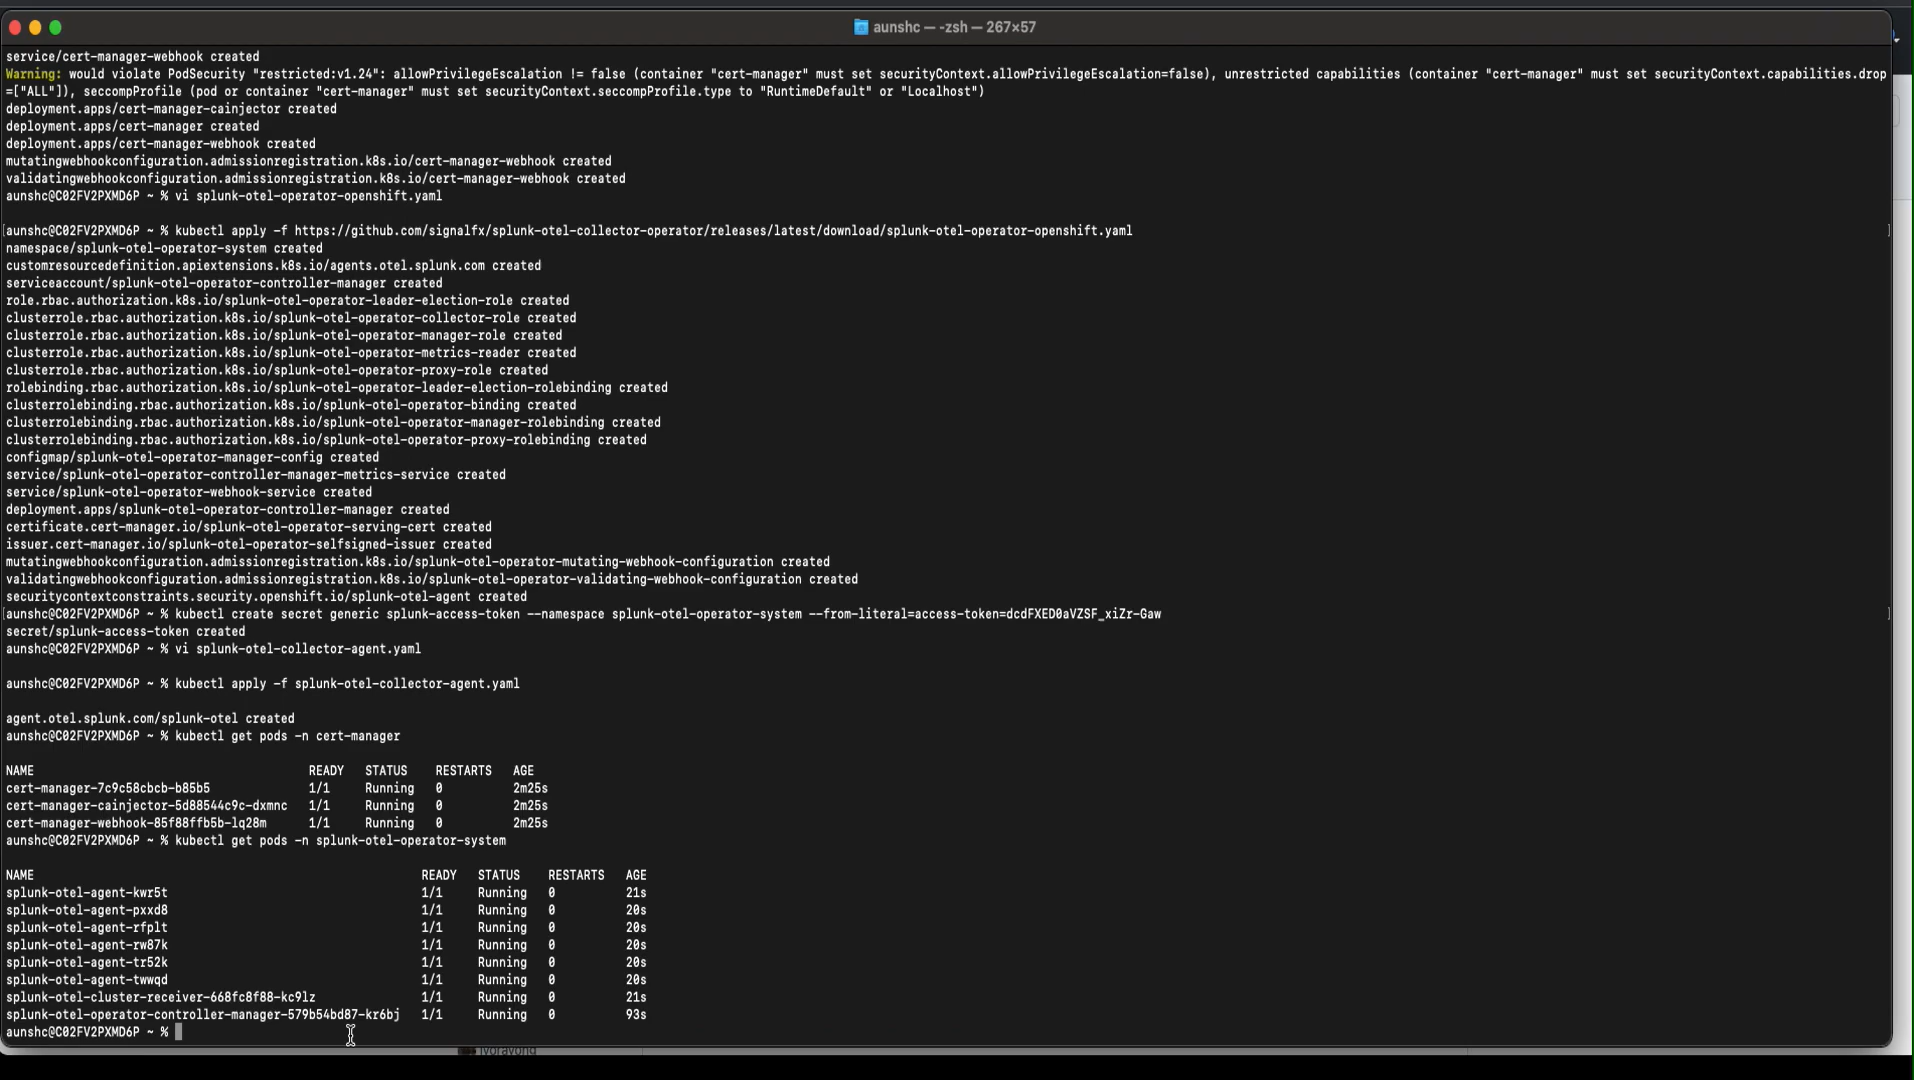 aunshc — -zsh — 267×57
service/cert-manager-webhook created
Warning: would violate PodSecurity "restricted:v1.24": allowPrivilegeEscalation != false (container "cert-manager" must set securityContext.allowPrivilegeEscalation=false), unrestricted capabilities (container "cert-manager" must set securityContext.capabilities.drop
=["ALL"]), seccompProfile (pod or container "cert-manager" must set securityContext.seccompProfile.type to "RuntimeDefault" or "Localhost")
deployment.apps/cert-manager-cainjector created
deployment.apps/cert-manager created
deployment.apps/cert-manager-webhook created
mutatingwebhookconfiguration.admissionregistration.k8s.io/cert-manager-webhook created
validatingwebhookconfiguration.admissionregistration.k8s.io/cert-manager-webhook created
aunshc@C02FV2PXMD6P ~ % vi splunk-otel-operator-openshift.yaml
[aunshc@C02FV2PXMD6P ~ % kubectl apply -f https://github.com/signalfx/splunk-otel-collector-operator/releases/latest/download/splunk-otel-operator-openshift.yaml ]
namespace/splunk-otel-operator-system created
customresourcedefinition.apiextensions.k8s.io/agents.otel.splunk.com created
serviceaccount/splunk-otel-operator-controller-manager created
role.rbac.authorization.k8s.io/splunk-otel-operator-leader-election-role created
clusterrole.rbac.authorization.k8s.io/splunk-otel-operator-collector-role created
clusterrole.rbac.authorization.k8s.io/splunk-otel-operator-manager-role created
clusterrole.rbac.authorization.k8s.io/splunk-otel-operator-metrics-reader created
clusterrole.rbac.authorization.k8s.io/splunk-otel-operator-proxy-role created
rolebinding.rbac.authorization.k8s.io/splunk-otel-operator-leader-election-rolebinding created
clusterrolebinding.rbac.authorization.k8s.io/splunk-otel-operator-binding created
clusterrolebinding.rbac.authorization.k8s.io/splunk-otel-operator-manager-rolebinding created
clusterrolebinding.rbac.authorization.k8s.io/splunk-otel-operator-proxy-rolebinding created
configmap/splunk-otel-operator-manager-config created
service/splunk-otel-operator-controller-manager-metrics-service created
service/splunk-otel-operator-webhook-service created
deployment.apps/splunk-otel-operator-controller-manager created
certificate.cert-manager.io/splunk-otel-operator-serving-cert created
issuer.cert-manager.io/splunk-otel-operator-selfsigned-issuer created
mutatingwebhookconfiguration.admissionregistration.k8s.io/splunk-otel-operator-mutating-webhook-configuration created
validatingwebhookconfiguration.admissionregistration.k8s.io/splunk-otel-operator-validating-webhook-configuration created
securitycontextconstraints.security.openshift.io/splunk-otel-agent created
[aunshc@C02FV2PXMD6P ~ % kubectl create secret generic splunk-access-token --namespace splunk-otel-operator-system --from-literal=access-token=dcdFXED0aVZSF_xiZr-Gaw ]
secret/splunk-access-token created
aunshc@C02FV2PXMD6P ~ % vi splunk-otel-collector-agent.yaml
aunshc@C02FV2PXMD6P ~ % kubectl apply -f splunk-otel-collector-agent.yaml
agent.otel.splunk.com/splunk-otel created
aunshc@C02FV2PXMD6P ~ % kubectl get pods -n cert-manager
NAME READY STATUS RESTARTS AGE
cert-manager-7c9c58cbcb-b85b5 1/1 Running 0 2m25s
cert-manager-cainjector-5d88544c9c-dxmnc 1/1 Running 0 2m25s
cert-manager-webhook-85f88ffb5b-lq28m 1/1 Running 0 2m25s
aunshc@C02FV2PXMD6P ~ % kubectl get pods -n splunk-otel-operator-system
NAME READY STATUS RESTARTS AGE
splunk-otel-agent-kwr5t 1/1 Running 0 21s
splunk-otel-agent-pxxd8 1/1 Running 0 20s
splunk-otel-agent-rfplt 1/1 Running 0 20s
splunk-otel-agent-rw87k 1/1 Running 0 20s
splunk-otel-agent-tr52k 1/1 Running 0 20s
splunk-otel-agent-twwqd 1/1 Running 0 20s
splunk-otel-cluster-receiver-668fc8f88-kc9lz 1/1 Running 0 21s
splunk-otel-operator-controller-manager-579b54bd87-kr6bj 1/1 Running 0 93s
aunshc@C02FV2PXMD6P ~ %